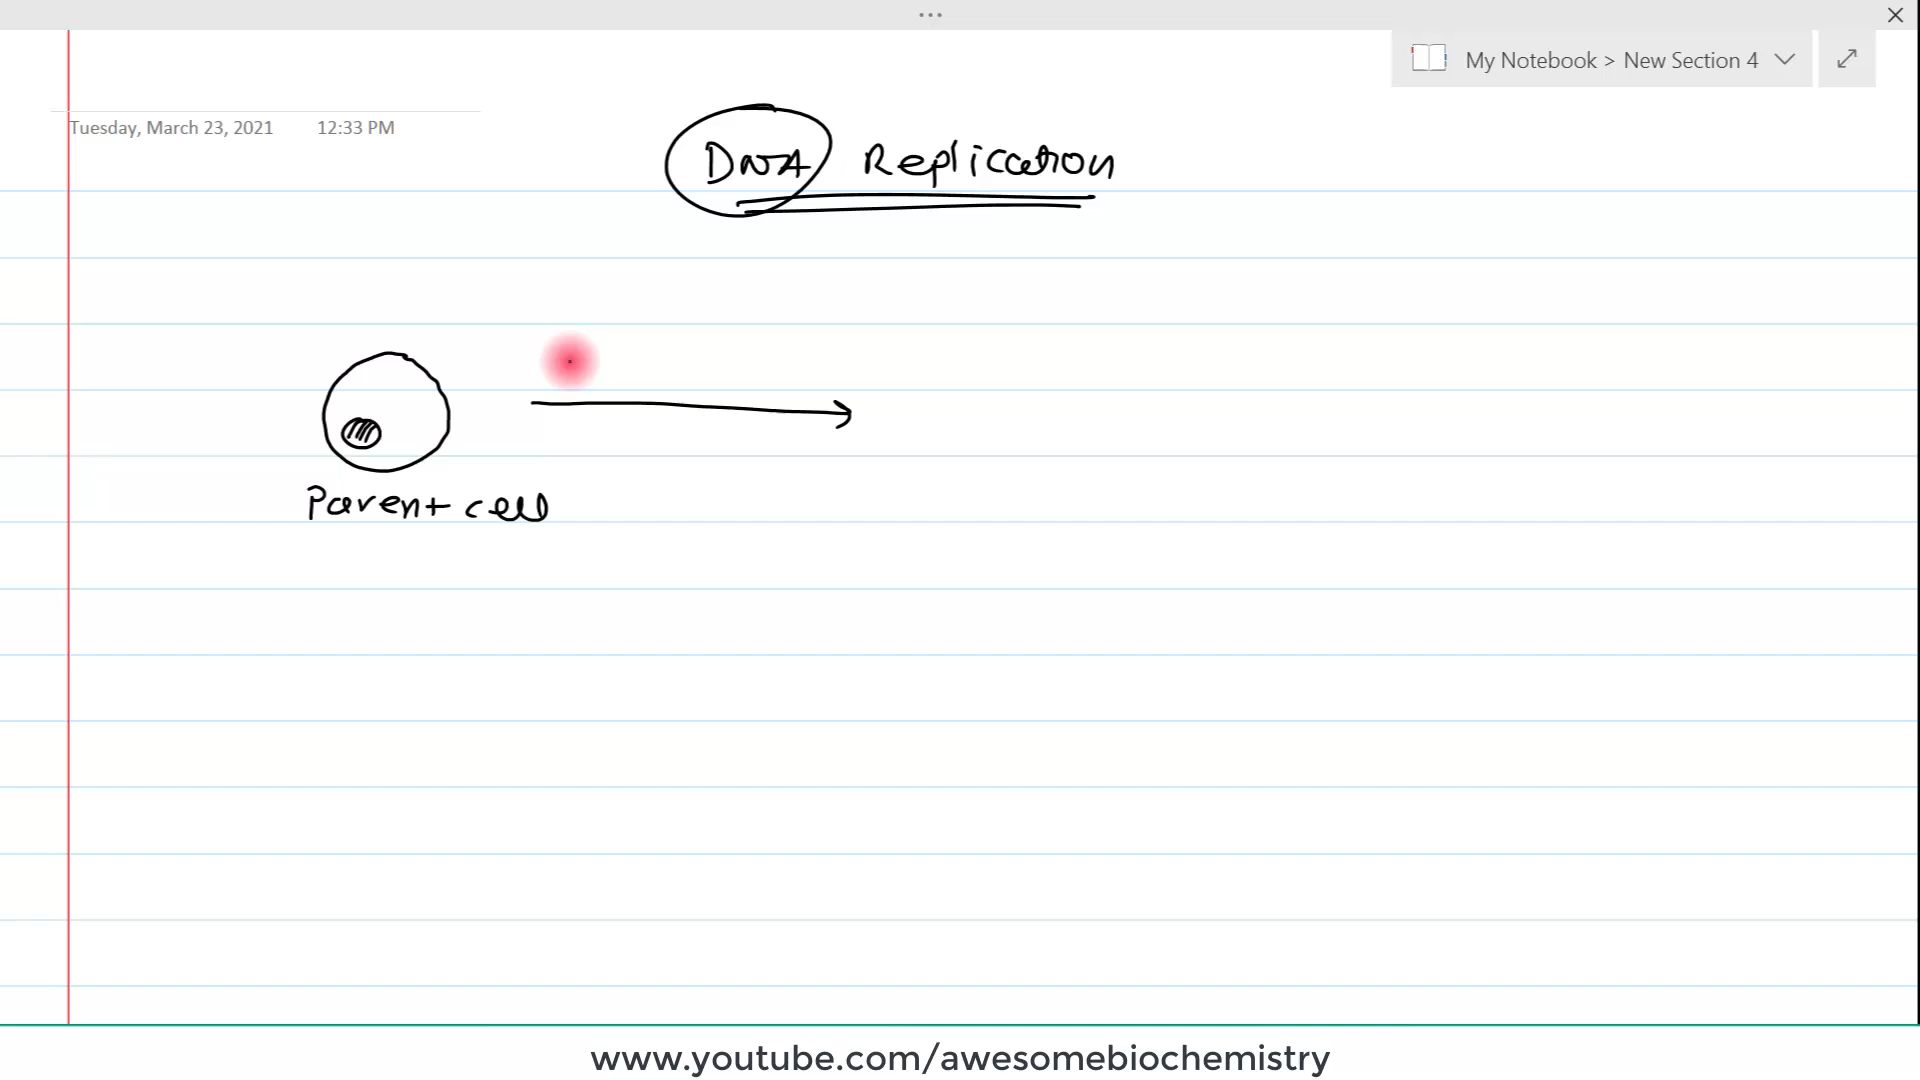 My Notebook > New Section 4
Tuesday, March 23, 2021 12:33 PM
DNA Replication
Parent cell
www.youtube.com/awesomebiochemistry